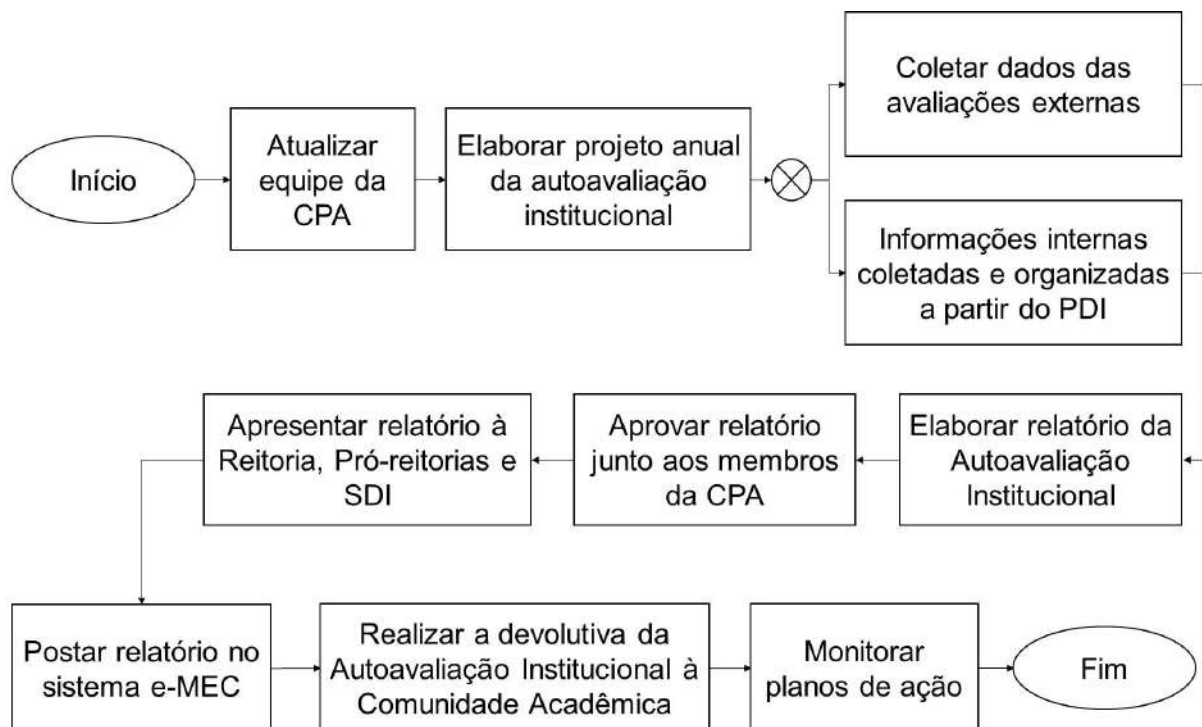 Início
Atualizar
equipe da
CPA
Elaborar projeto anual
da autoavaliação
institucional
Coletar dados das
avaliações externas
Informações internas
coletadas e organizadas
a partir do PDI
Elaborar relatório da
Autoavaliação
Institucional
Aprovar relatório
junto aos membros
da CPA
Apresentar relatório à
Reitoria, Pró-reitorias e
SDI
Postar relatório no
sistema e-MEC
Realizar a devolutiva da
Autoavaliação Institucional à
Comunidade Acadêmica
Monitorar
planos de ação
Fim